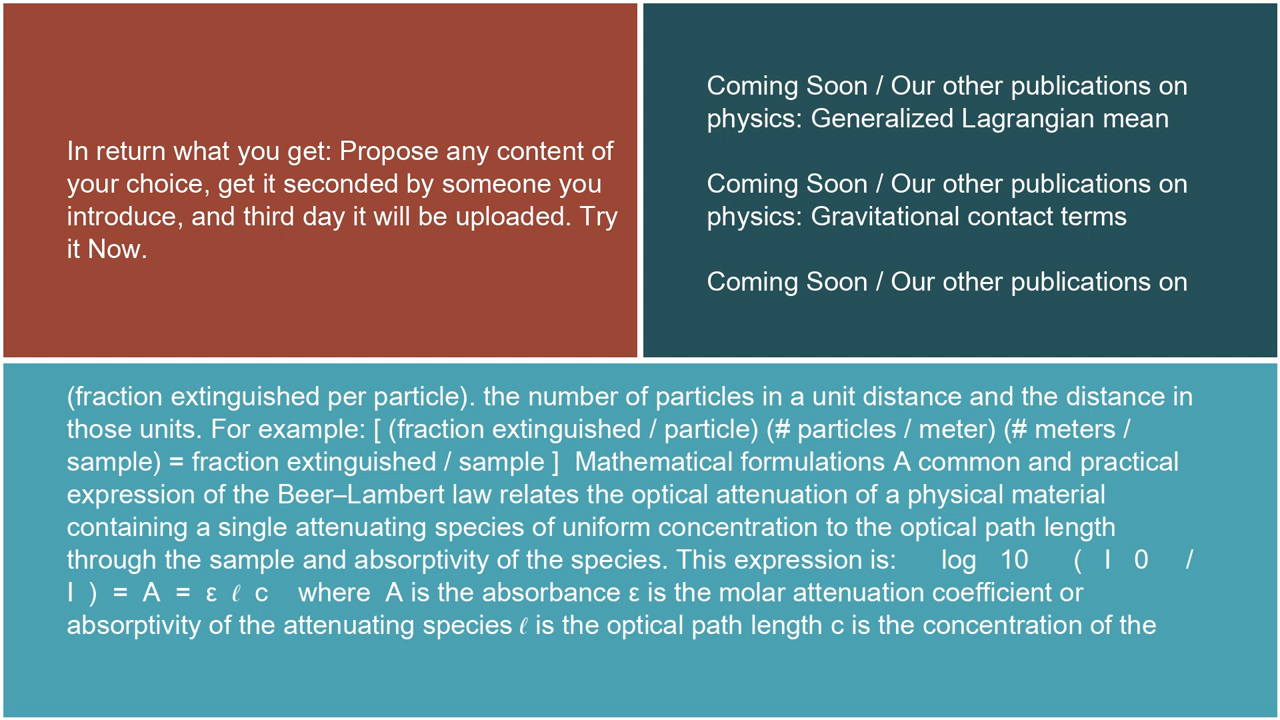 In return what you get: Propose any content of
your choice, get it seconded by someone you
introduce, and third day it will be uploaded. Try
it Now.
Coming Soon / Our other publications on
physics: Generalized Lagrangian mean
Coming Soon / Our other publications on
physics: Gravitational contact terms
Coming Soon / Our other publications on
(fraction extinguished per particle). the number of particles in a unit distance and the distance in
those units. For example: [ (fraction extinguished / particle) (# particles / meter) (# meters /
sample) = fraction extinguished / sample ]  Mathematical formulations A common and practical
expression of the Beer–Lambert law relates the optical attenuation of a physical material
containing a single attenuating species of uniform concentration to the optical path length
through the sample and absorptivity of the species. This expression is: log 10 ( I 0 /
I ) = A = ε ℓ c where A is the absorbance ε is the molar attenuation coefficient or
absorptivity of the attenuating species ℓ is the optical path length c is the concentration of the